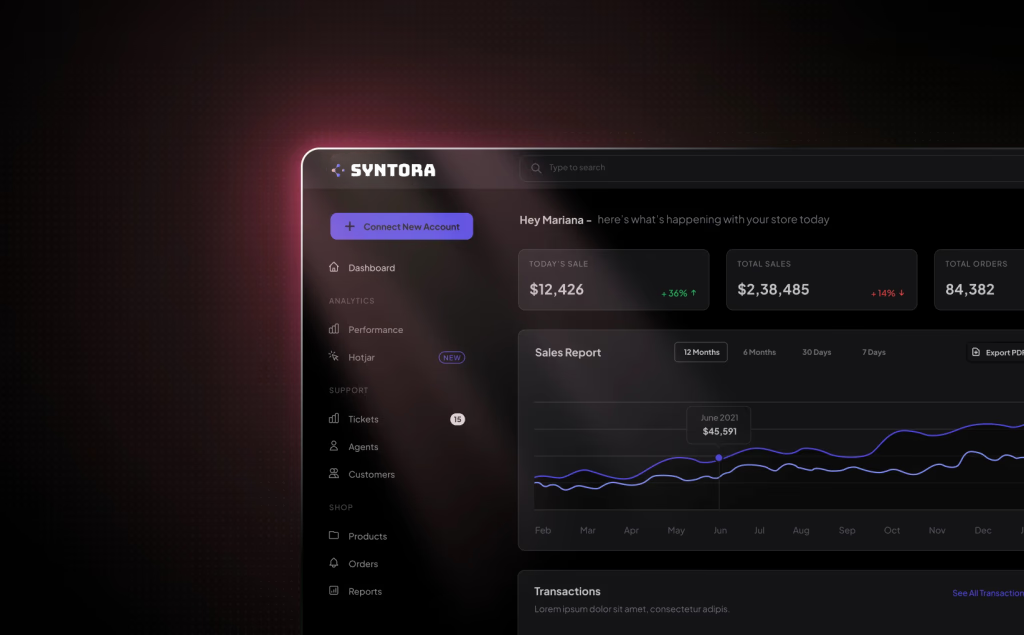 SYNTORA
Type to search
Connect New Account
Hey Mariana – here's what's happening with your store today
Dashboard
TODAY'S SALE
$12,426
+ 36% ↑
TOTAL SALES
$2,38,485
+ 14% ↓
TOTAL ORDERS
84,382
ANALYTICS
Performance
Hotjar NEW
SUPPORT
Tickets 15
Agents
Customers
SHOP
Products
Orders
Reports
Sales Report
12 Months 6 Months 30 Days 7 Days
Export PDF
June 2021
$45,591
Feb Mar Apr May Jun Jul Aug Sep Oct Nov Dec
Transactions
See All Transaction
Lorem ipsum dolor sit amet, consectetur adipis.